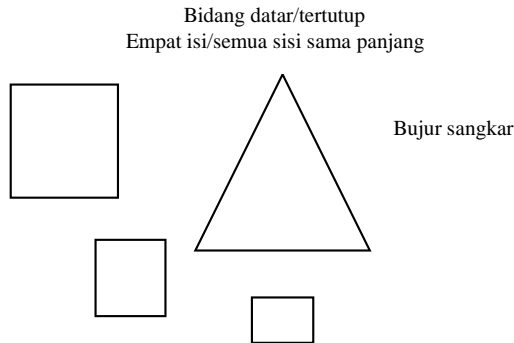 Bidang datar/tertutup
Empat isi/semua sisi sama panjang
Bujur sangkar